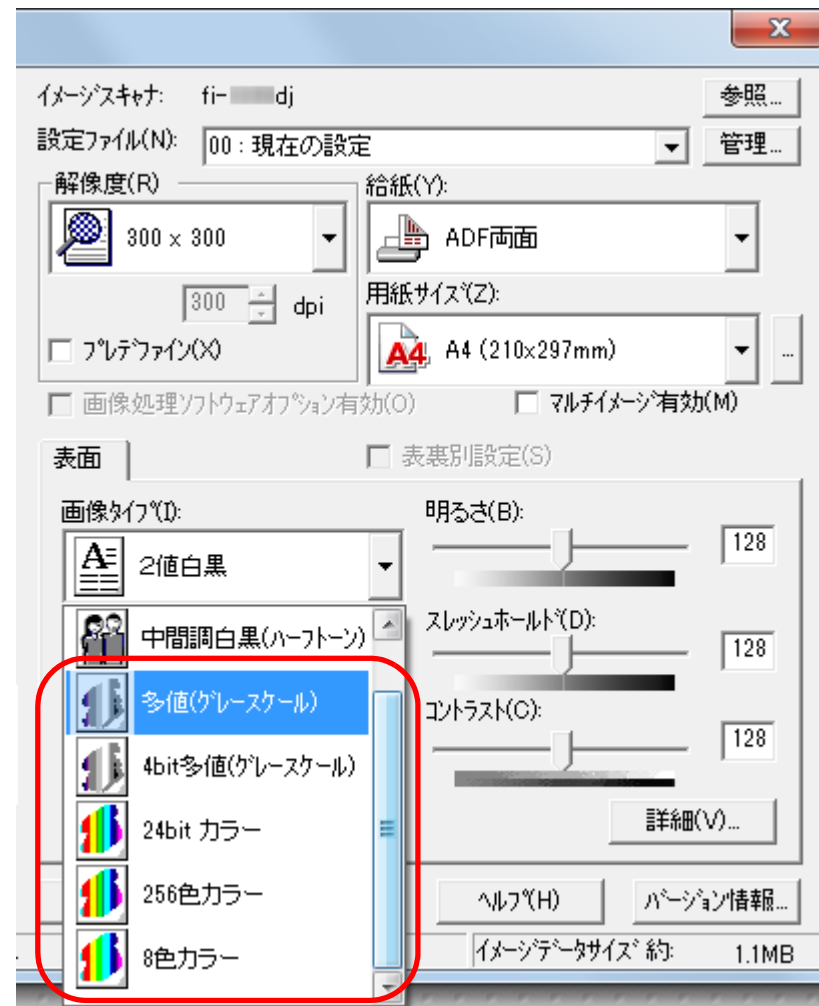 イメージスキャナ: fi- dj 参照...
設定ファイル(N): 00 : 現在の設定 管理...
解像度(R) 給紙(Y):
300 x 300 ADF両面
300 dpi 用紙サイズ(Z):
プレデファイン(X) A4 A4 (210x297mm) ...
画像処理ソフトウェアオプション有効(O) マルチイメージ有効(M)
表面 表裏別設定(S)
画像タイプ(I): 明るさ(B):
2値白黒 128
中間調白黒(ハーフトーン) スレッシュホールド(D):
128
多値(グレースケール) コントラスト(C):
4bit多値(グレースケール) 128
24bit カラー 詳細(V)...
256色カラー ヘルプ(H) バージョン情報...
8色カラー イメージデータサイズ 約: 1.1MB